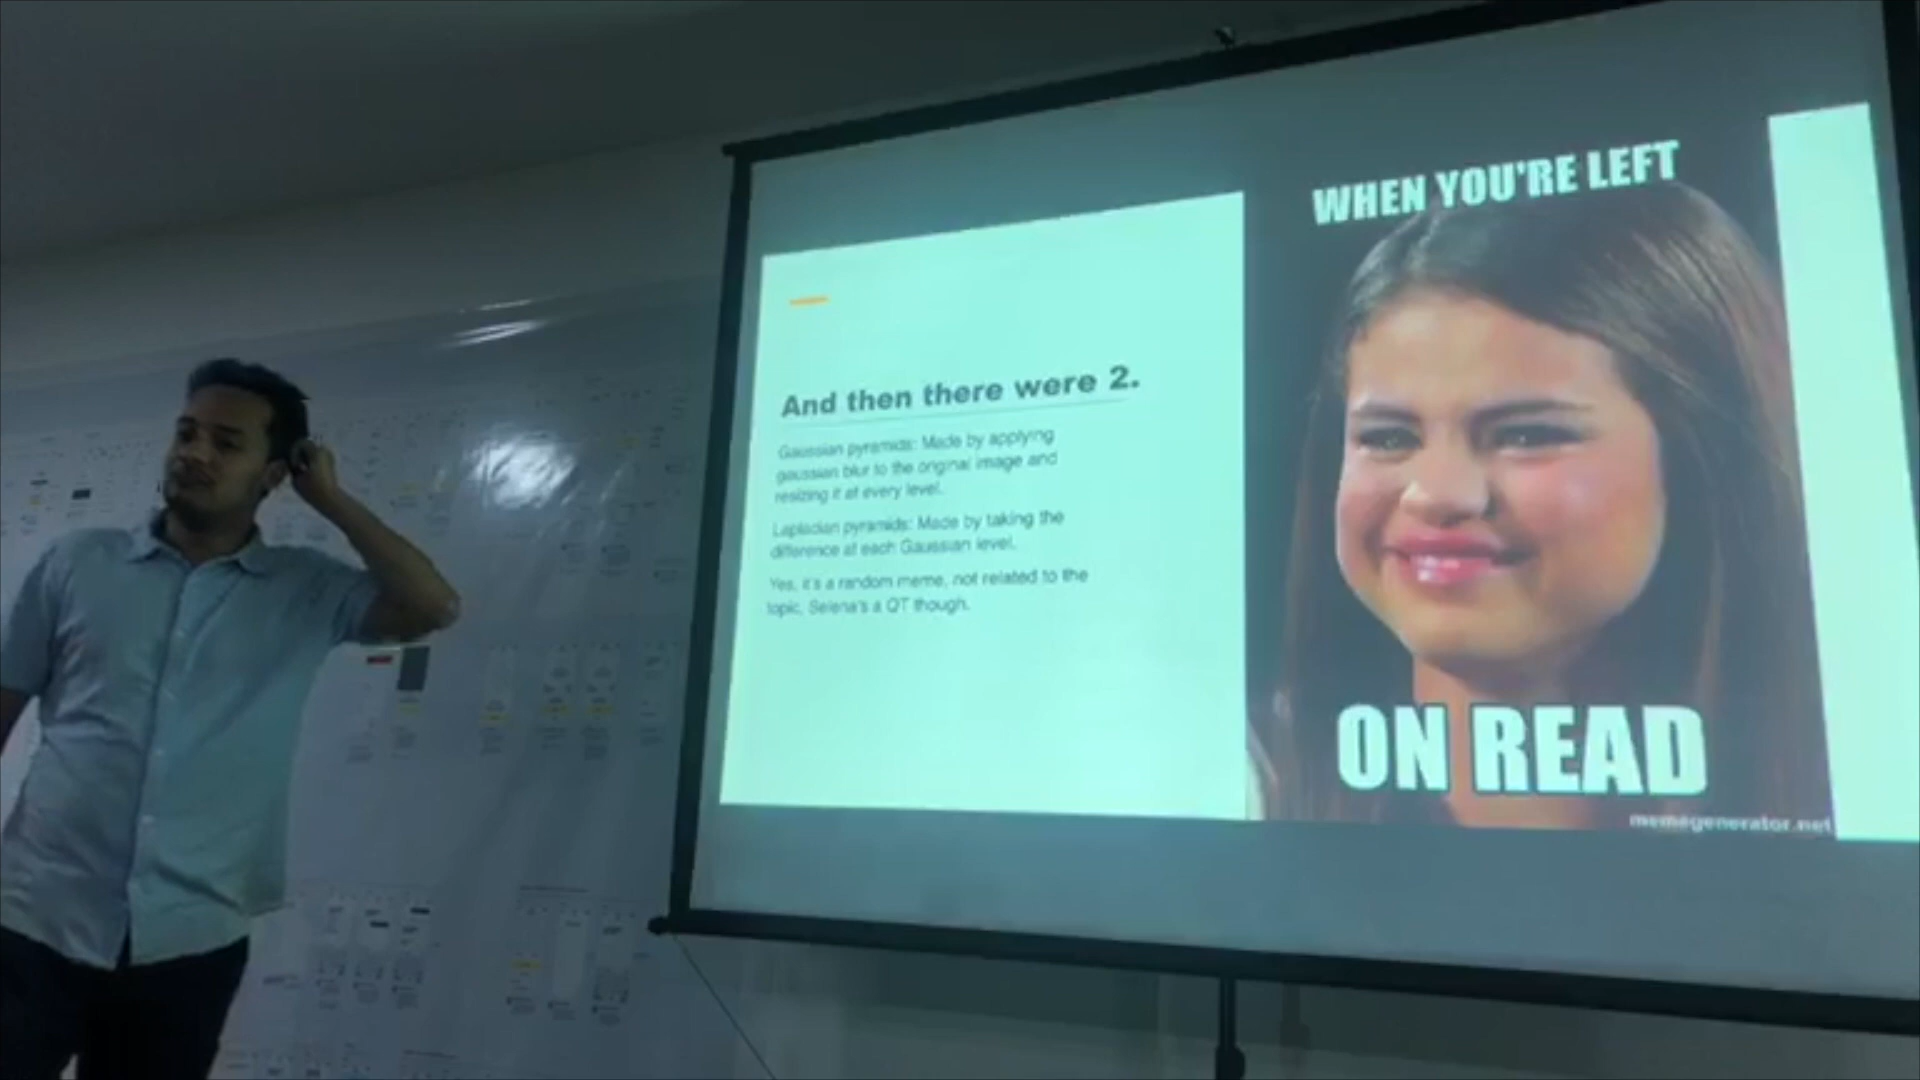 And then there were 2.
Gaussian pyramids: Made by applying
gaussian blur to the original image and
resizing it at every level.
Laplacian pyramids: Made by taking the
difference at each Gaussian level.
Yes, it's a random meme, not related to the
topic, Selena's a QT though.
WHEN YOU'RE LEFT
ON READ
memegenerator.net